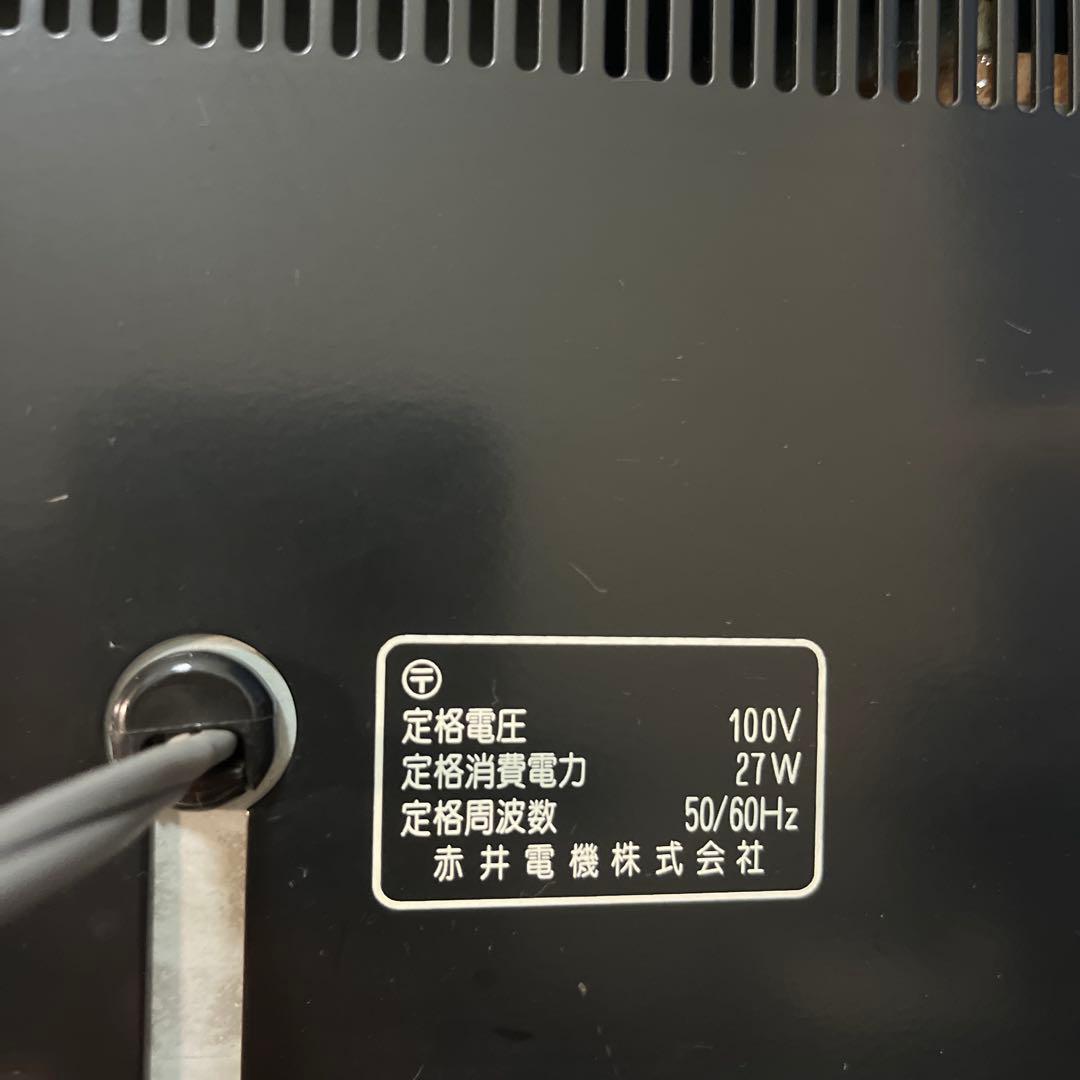 〒
定格電圧 100V
定格消費電力 27W
定格周波数 50/60Hz
赤井電機株式会社